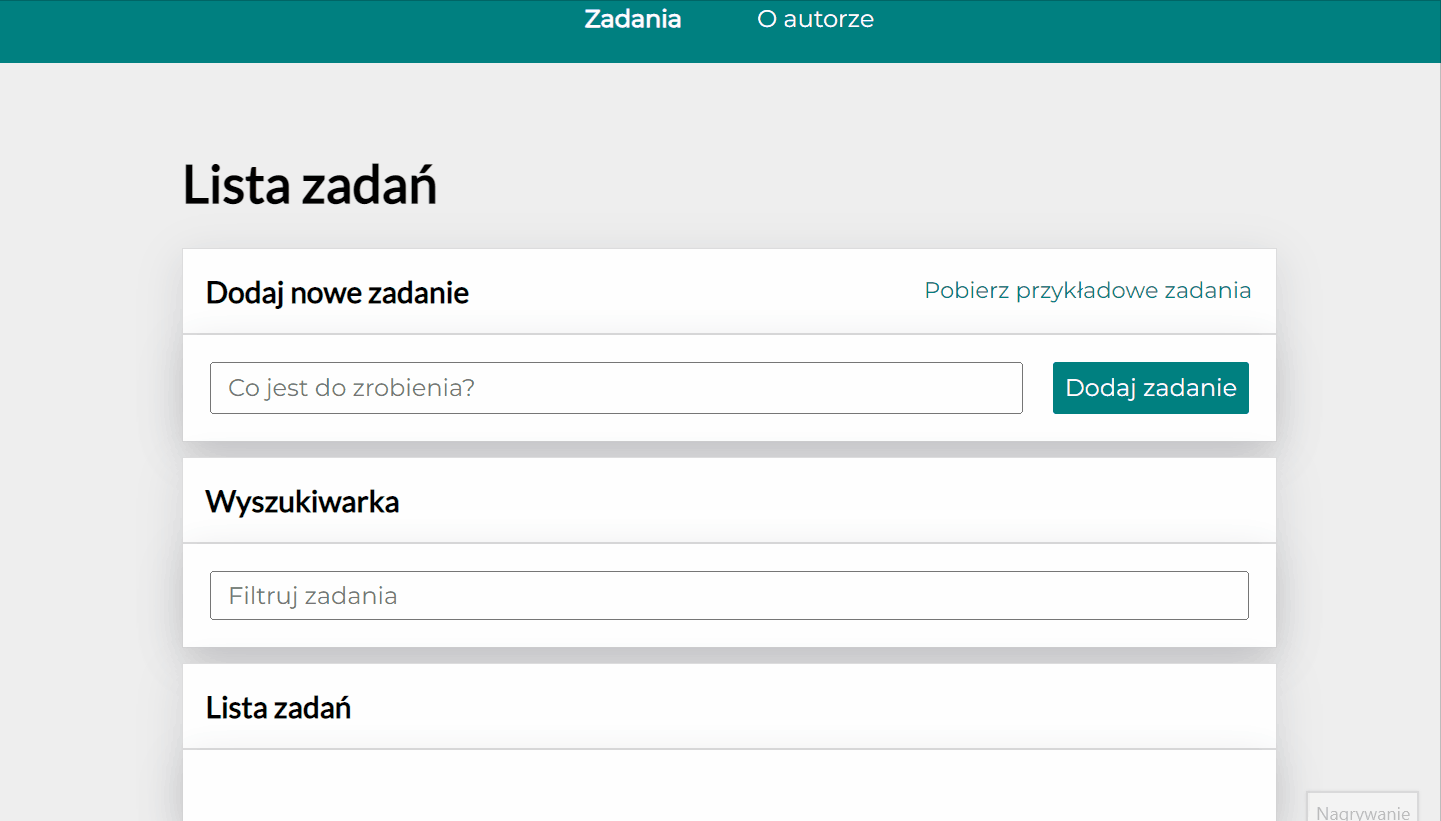 Zadania O autorze
Lista zadań
Dodaj nowe zadanie Pobierz przykładowe zadania
Co jest do zrobienia? Dodaj zadanie
Wyszukiwarka
Filtruj zadania
Lista zadań
Nagrywanie